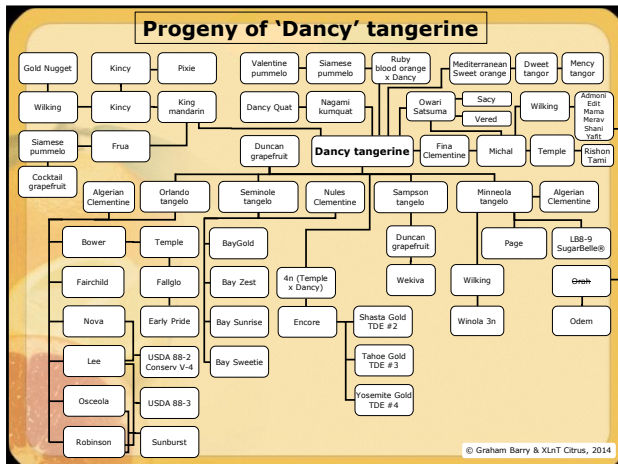 Progeny of ‘Dancy’ tangerine
Gold Nugget
Kincy
Pixie
Valentine
pummelo
Siamese
pummelo
Ruby
blood orange
x Dancy
Mediterranean
Sweet orange
Dweet
tangor
Mency
tangor
Wilking
Kincy
King
mandarin
Dancy Quat
Nagami
kumquat
Owari
Satsuma
Sacy
Vered
Wilking
Admoni
Edit
Mama
Merav
Shani
Yafit
Siamese
pummelo
Frua
Duncan
grapefruit
Dancy tangerine
Fina
Clementine
Michal
Temple
Rishon
Tami
Cocktail
grapefruit
Algerian
Clementine
Orlando
tangelo
Seminole
tangelo
Nules
Clementine
Sampson
tangelo
Minneola
tangelo
Algerian
Clementine
Bower
Temple
BayGold
Duncan
grapefruit
Page
LB8-9
SugarBelle®
Fairchild
Fallglo
Bay Zest
4n (Temple
x Dancy)
Wekiva
Wilking
Orah
Nova
Early Pride
Bay Sunrise
Encore
Shasta Gold
TDE #2
Winola 3n
Odem
Lee
USDA 88-2
Conserv V-4
Bay Sweetie
Tahoe Gold
TDE #3
Osceola
USDA 88-3
Yosemite Gold
TDE #4
Robinson
Sunburst
© Graham Barry & XLnT Citrus, 2014